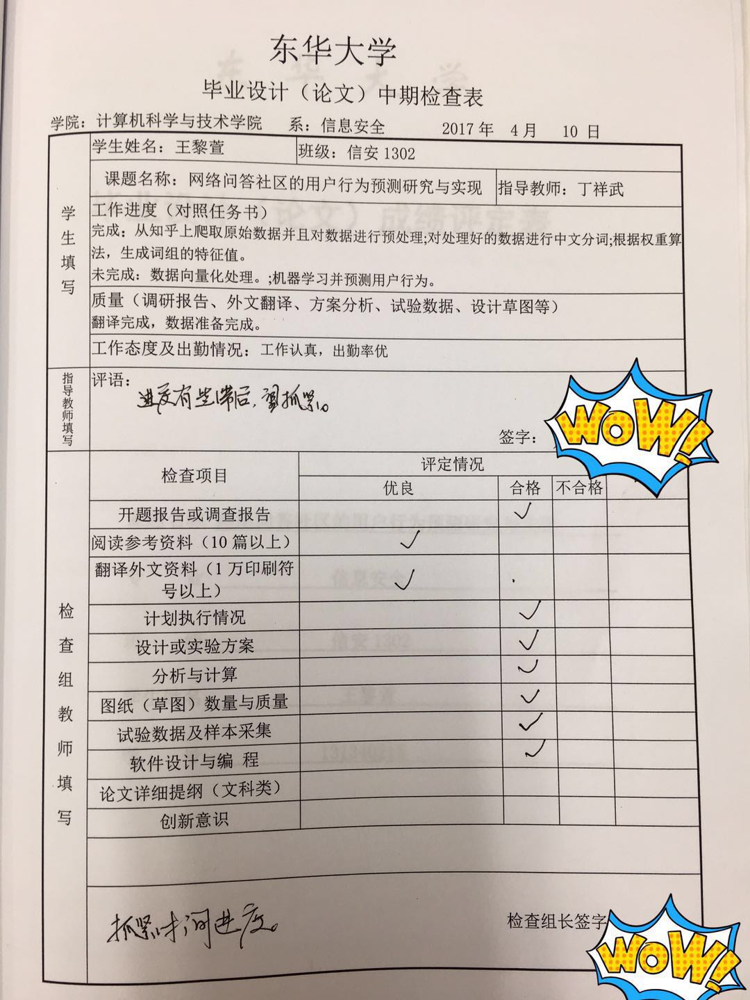 东华大学
毕业设计（论文）中期检查表
学院：计算机科学与技术学院 系：信息安全 2017 年 4 月 10 日
学生填写
学生姓名：王黎萱 班级：信安 1302
课题名称：网络问答社区的用户行为预测研究与实现 指导教师：丁祥武
工作进度（对照任务书）
完成：从知乎上爬取原始数据并且对数据进行预处理;对处理好的数据进行中文分词;根据权重算
法，生成词组的特征值。
未完成：数据向量化处理。;机器学习并预测用户行为。
质量（调研报告、外文翻译、方案分析、试验数据、设计草图等）
翻译完成，数据准备完成。
工作态度及出勤情况：工作认真，出勤率优
指导教师填写
评语：
进度有些滞后，望抓紧。
签字：
WOW!
检查组教师填写
检查项目 评定情况
优良 合格 不合格
开题报告或调查报告 ✓
阅读参考资料（10 篇以上） ✓
翻译外文资料（1 万印刷符
号以上） ✓
计划执行情况 ✓
设计或实验方案 ✓
分析与计算 ✓
图纸（草图）数量与质量 ✓
试验数据及样本采集 ✓
软件设计与编 程 ✓
论文详细提纲（文科类）
创新意识
抓紧时间进度。
检查组长签字
WOW!